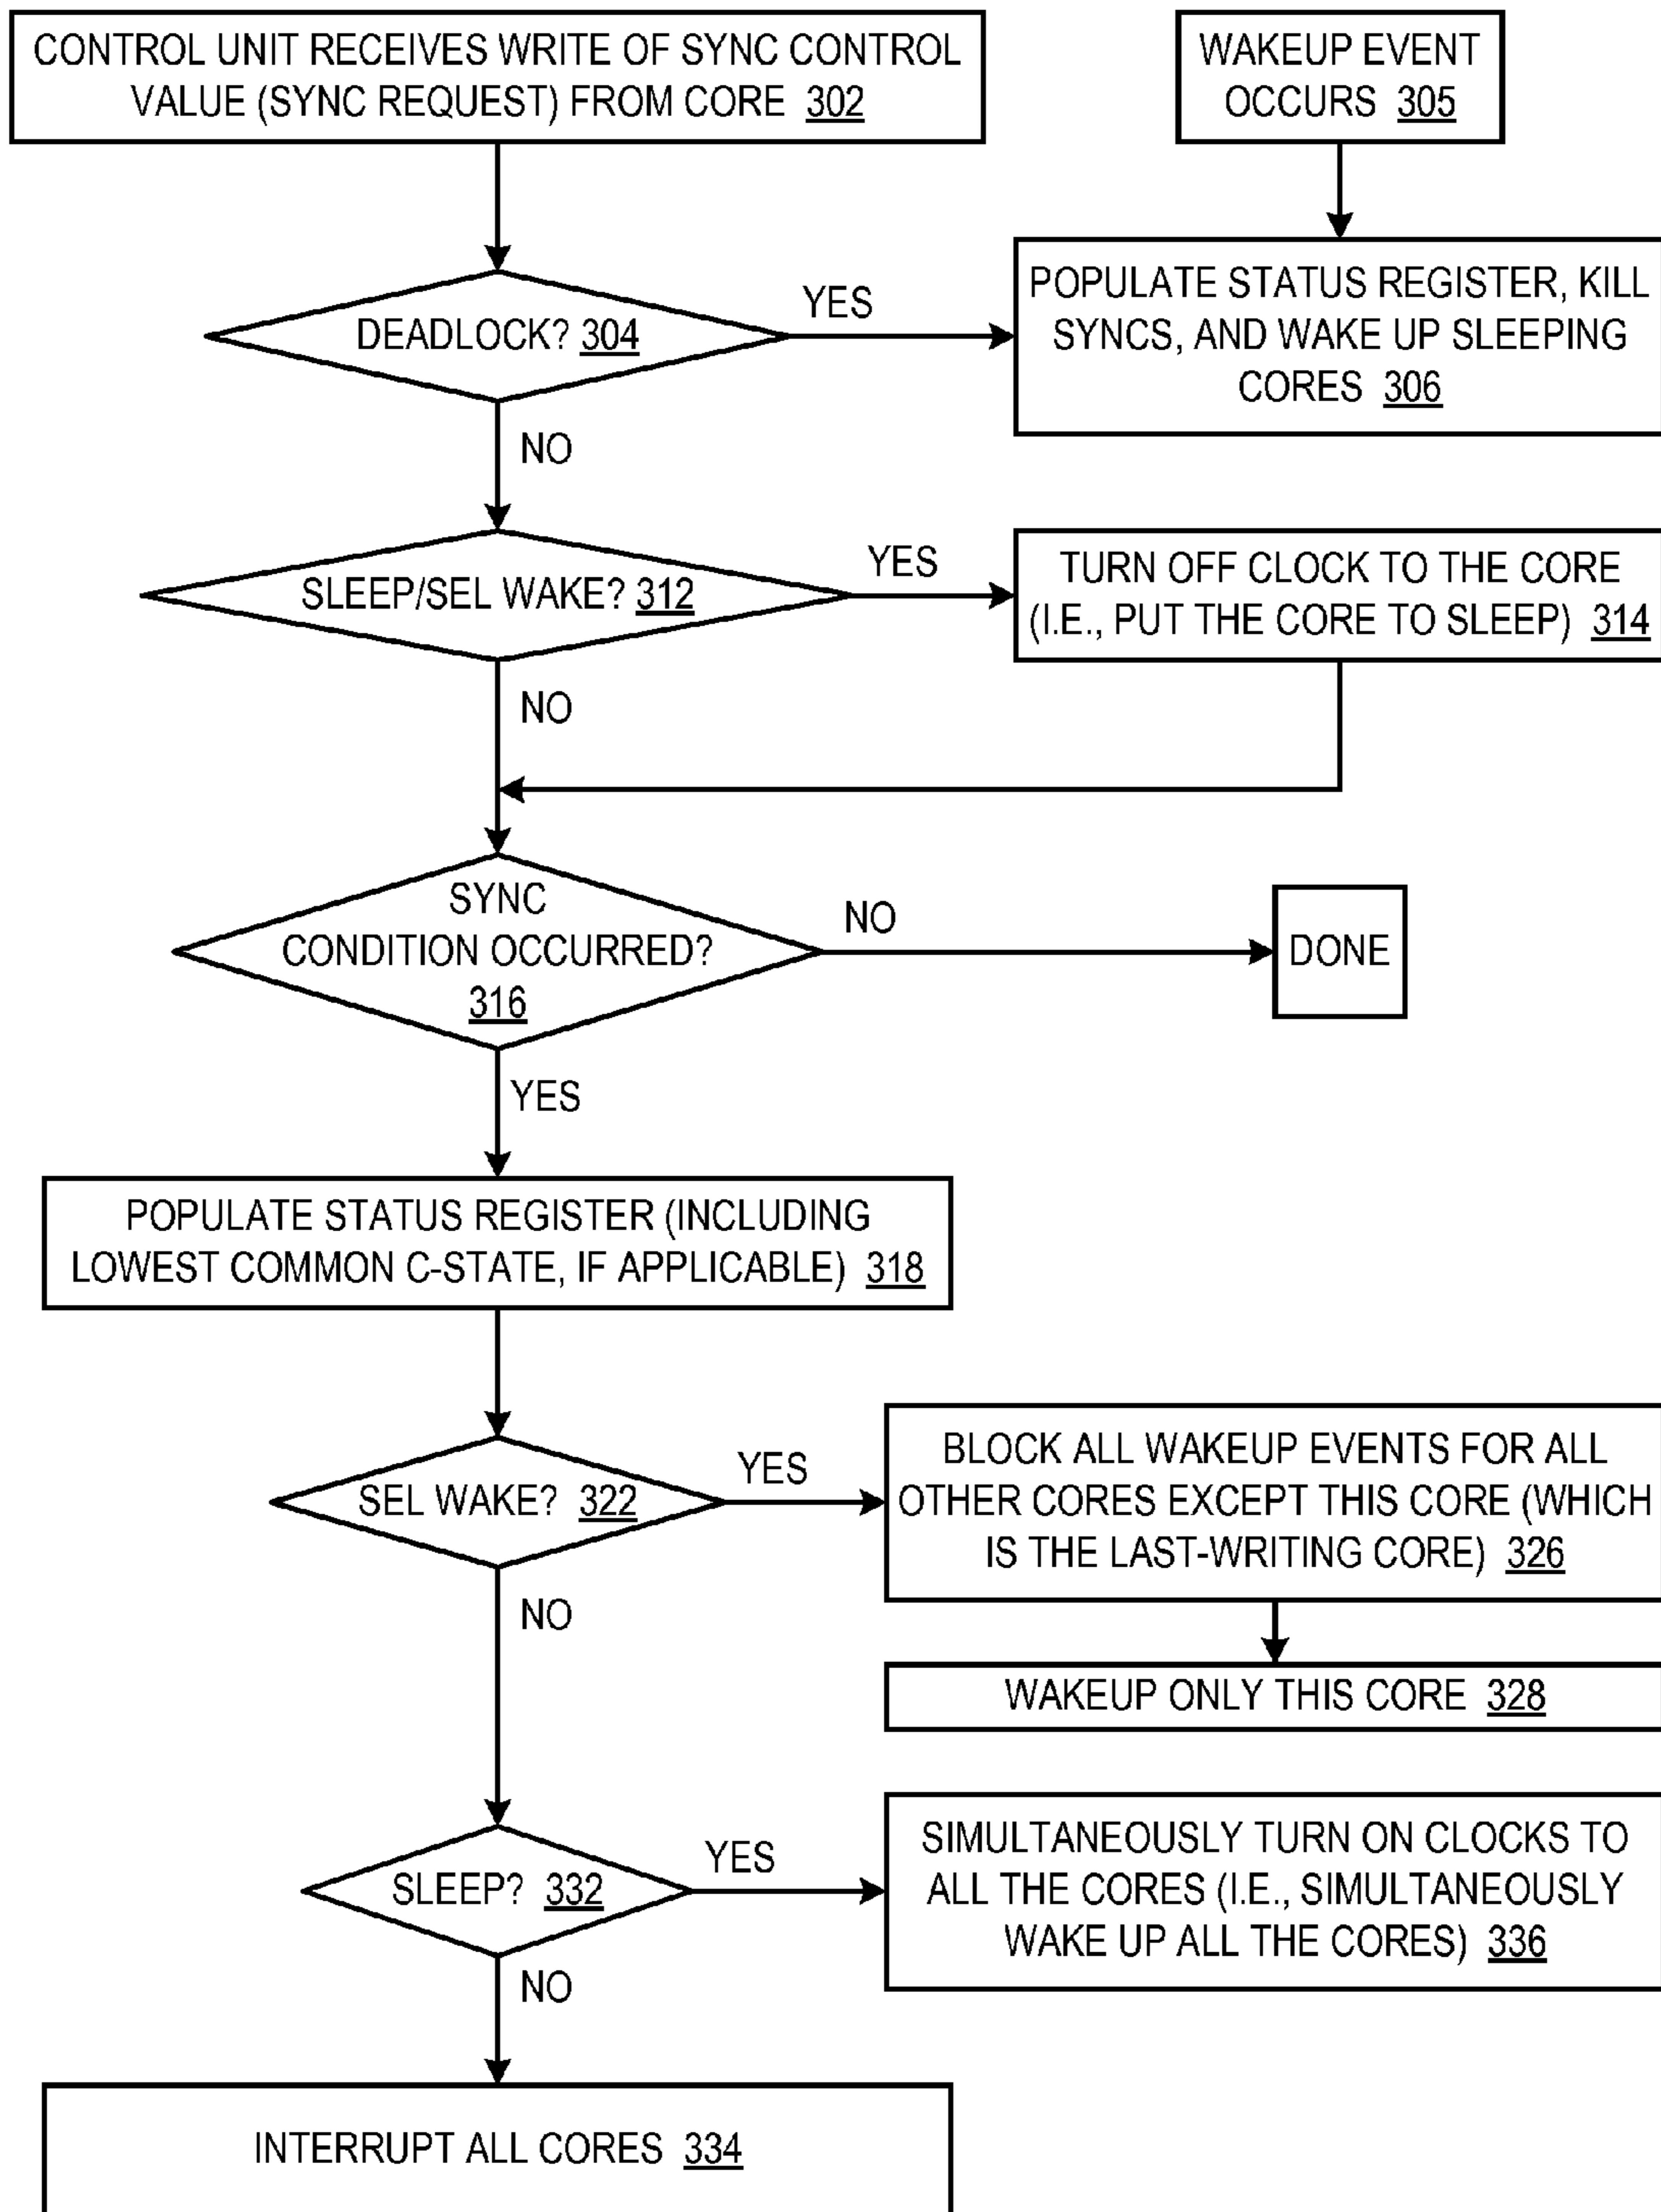 CONTROL UNIT RECEIVES WRITE OF SYNC CONTROL
VALUE (SYNC REQUEST) FROM CORE 302
WAKEUP EVENT
OCCURS 305
DEADLOCK? 304
YES
POPULATE STATUS REGISTER, KILL
SYNCS, AND WAKE UP SLEEPING
CORES 306
NO
SLEEP/SEL WAKE? 312
YES
TURN OFF CLOCK TO THE CORE
(I.E., PUT THE CORE TO SLEEP) 314
NO
SYNC
CONDITION OCCURRED?
316
NO
DONE
YES
POPULATE STATUS REGISTER (INCLUDING
LOWEST COMMON C-STATE, IF APPLICABLE) 318
SEL WAKE? 322
YES
BLOCK ALL WAKEUP EVENTS FOR ALL
OTHER CORES EXCEPT THIS CORE (WHICH
IS THE LAST-WRITING CORE) 326
NO
WAKEUP ONLY THIS CORE 328
SLEEP? 332
YES
SIMULTANEOUSLY TURN ON CLOCKS TO
ALL THE CORES (I.E., SIMULTANEOUSLY
WAKE UP ALL THE CORES) 336
NO
INTERRUPT ALL CORES 334